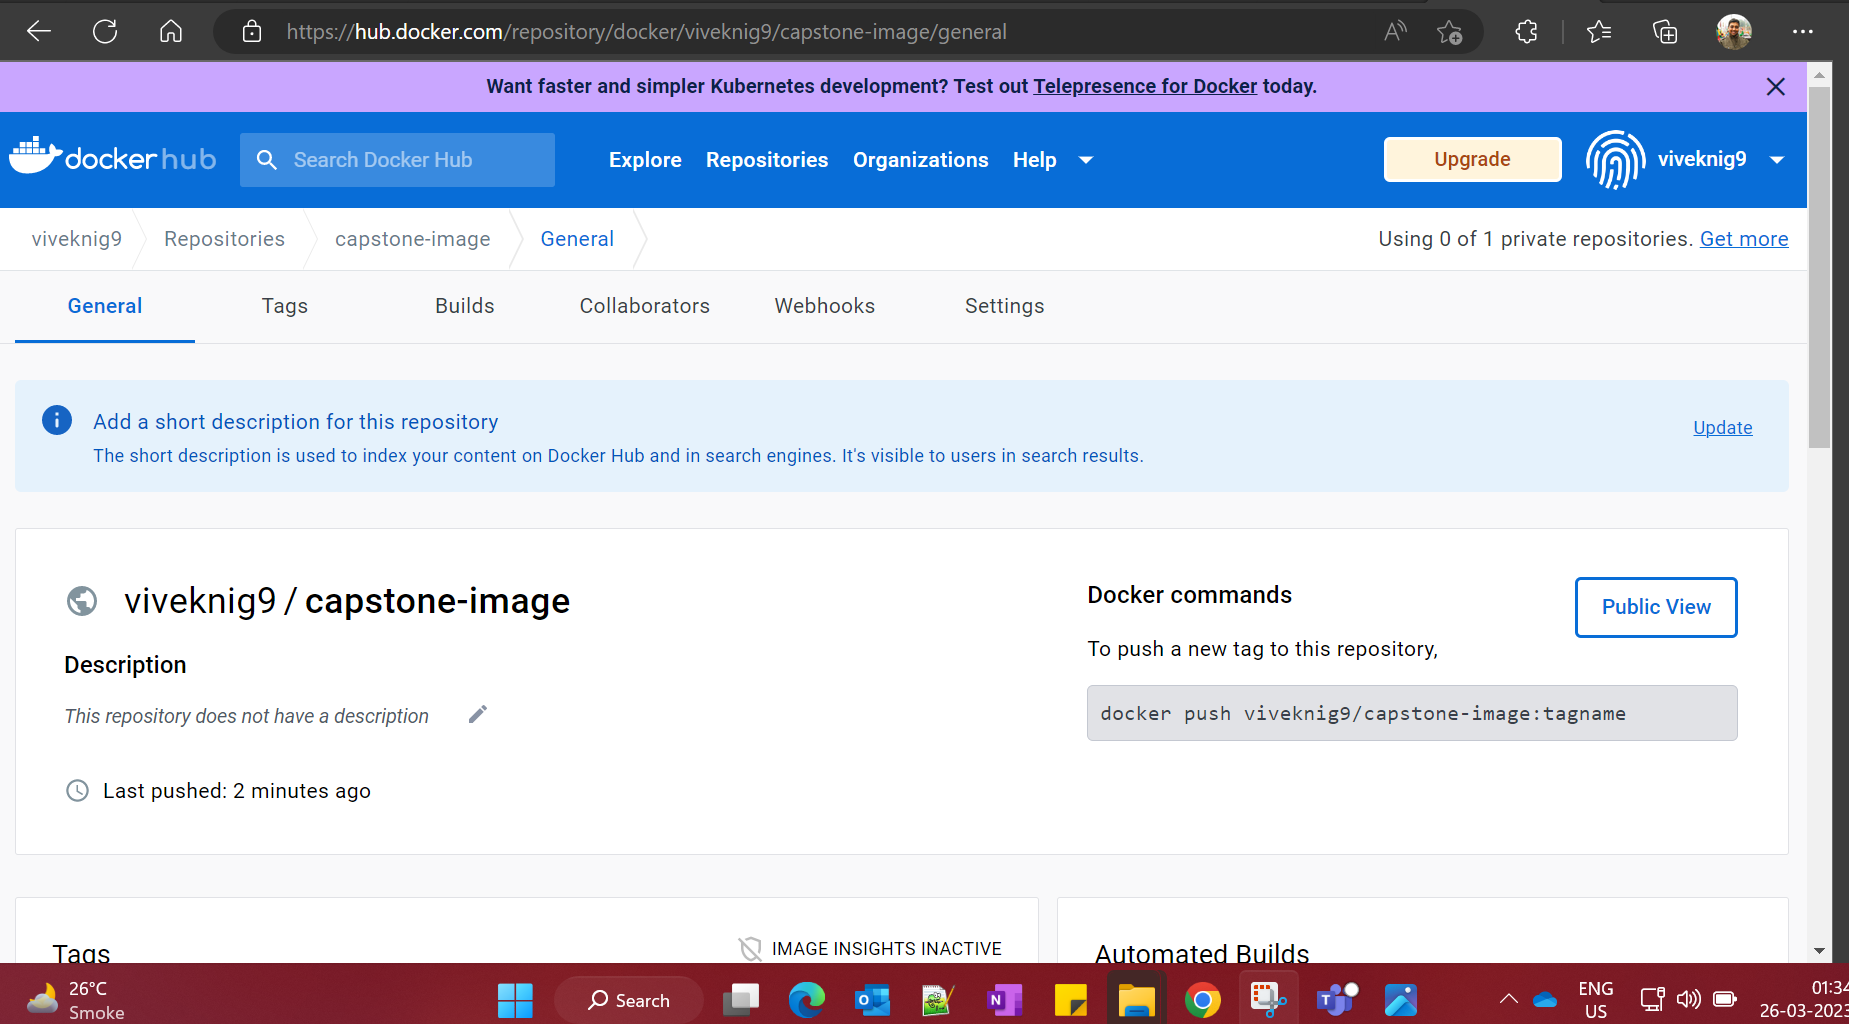 https://hub.docker.com/repository/docker/viveknig9/capstone-image/general
Want faster and simpler Kubernetes development? Test out Telepresence for Docker today.
docker hub
Search Docker Hub
Explore
Repositories
Organizations
Help
Upgrade
viveknig9
viveknig9
Repositories
capstone-image
General
Using 0 of 1 private repositories. Get more
General
Tags
Builds
Collaborators
Webhooks
Settings
Add a short description for this repository
Update
The short description is used to index your content on Docker Hub and in search engines. It's visible to users in search results.
viveknig9 / capstone-image
Docker commands
Public View
To push a new tag to this repository,
Description
This repository does not have a description
docker push viveknig9/capstone-image:tagname
Last pushed: 2 minutes ago
Tags
IMAGE INSIGHTS INACTIVE
Automated Builds
26°C
Smoke
Search
ENG
US
01:34
26-03-2023